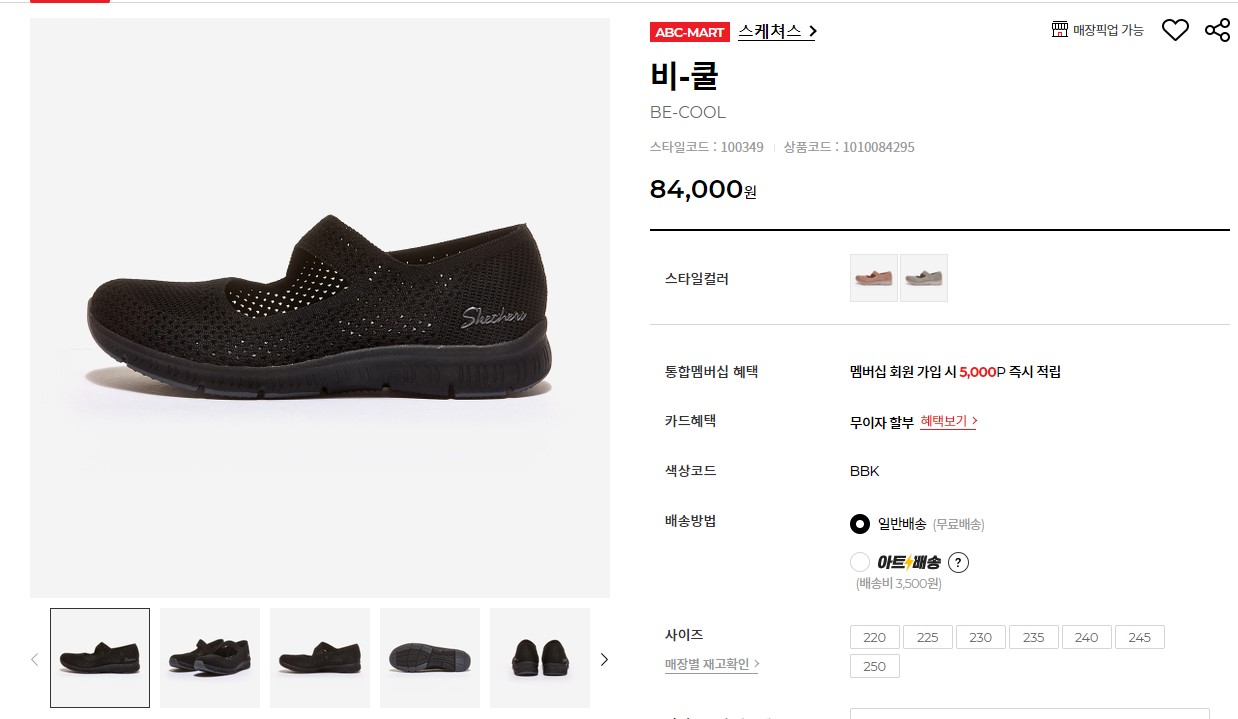 ABC-MART 스케쳐스 매장픽업 가능
비-쿨
BE-COOL
스타일코드 : 100349 상품코드 : 1010084295
84,000원
Skechers
스타일컬러
통합멤버십 혜택 멤버십 회원 가입 시 5,000P 즉시 적립
카드혜택 무이자 할부 혜택보기
색상코드 BBK
배송방법 일반배송 (무료배송)
아트배송 ?
(배송비 3,500원)
사이즈 220 225 230 235 240 245
매장별 재고확인 250